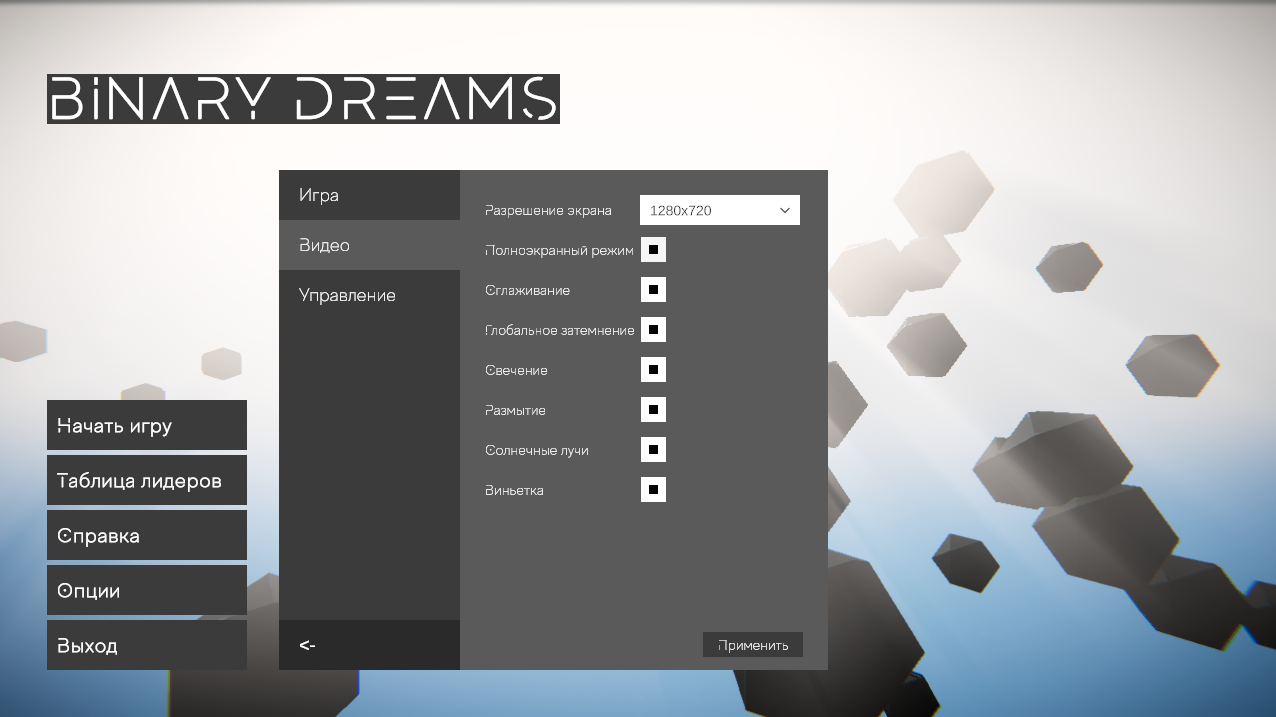 BINARY DREAMS
Игра
Видео
Управление
<-
Разрешение экрана
1280x720
Полноэкранный режим
Сглаживание
Глобальное затемнение
Свечение
Размытие
Солнечные лучи
Виньетка
Применить
Начать игру
Таблица лидеров
Справка
Опции
Выход